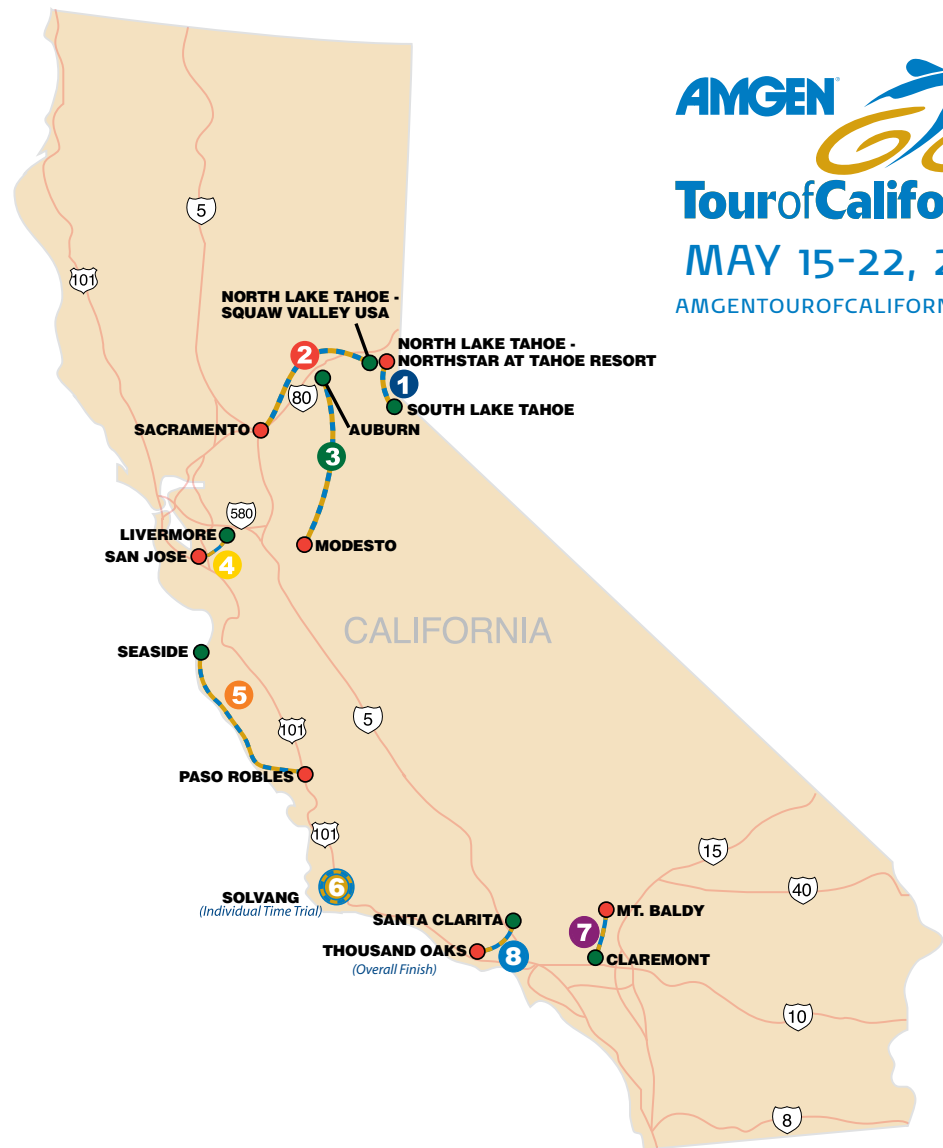 AMGEN
TourofCalifo
MAY 15-22, 2
AMGENTOUROFCALIFORN
5
101
NORTH LAKE TAHOE -
SQUAW VALLEY USA
NORTH LAKE TAHOE -
NORTHSTAR AT TAHOE RESORT
2
1
80
SOUTH LAKE TAHOE
SACRAMENTO
AUBURN
3
580
LIVERMORE
SAN JOSE
4
MODESTO
CALIFORNIA
SEASIDE
5
5
101
PASO ROBLES
101
15
40
SOLVANG
(Individual Time Trial)
6
SANTA CLARITA
MT. BALDY
7
THOUSAND OAKS
(Overall Finish)
8
CLAREMONT
10
8